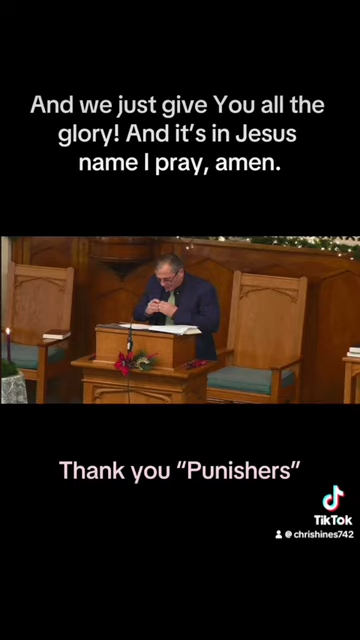 And we just give You all the
glory! And it’s in Jesus
name I pray, amen.
Thank you “Punishers”
TikTok
@chrishines742